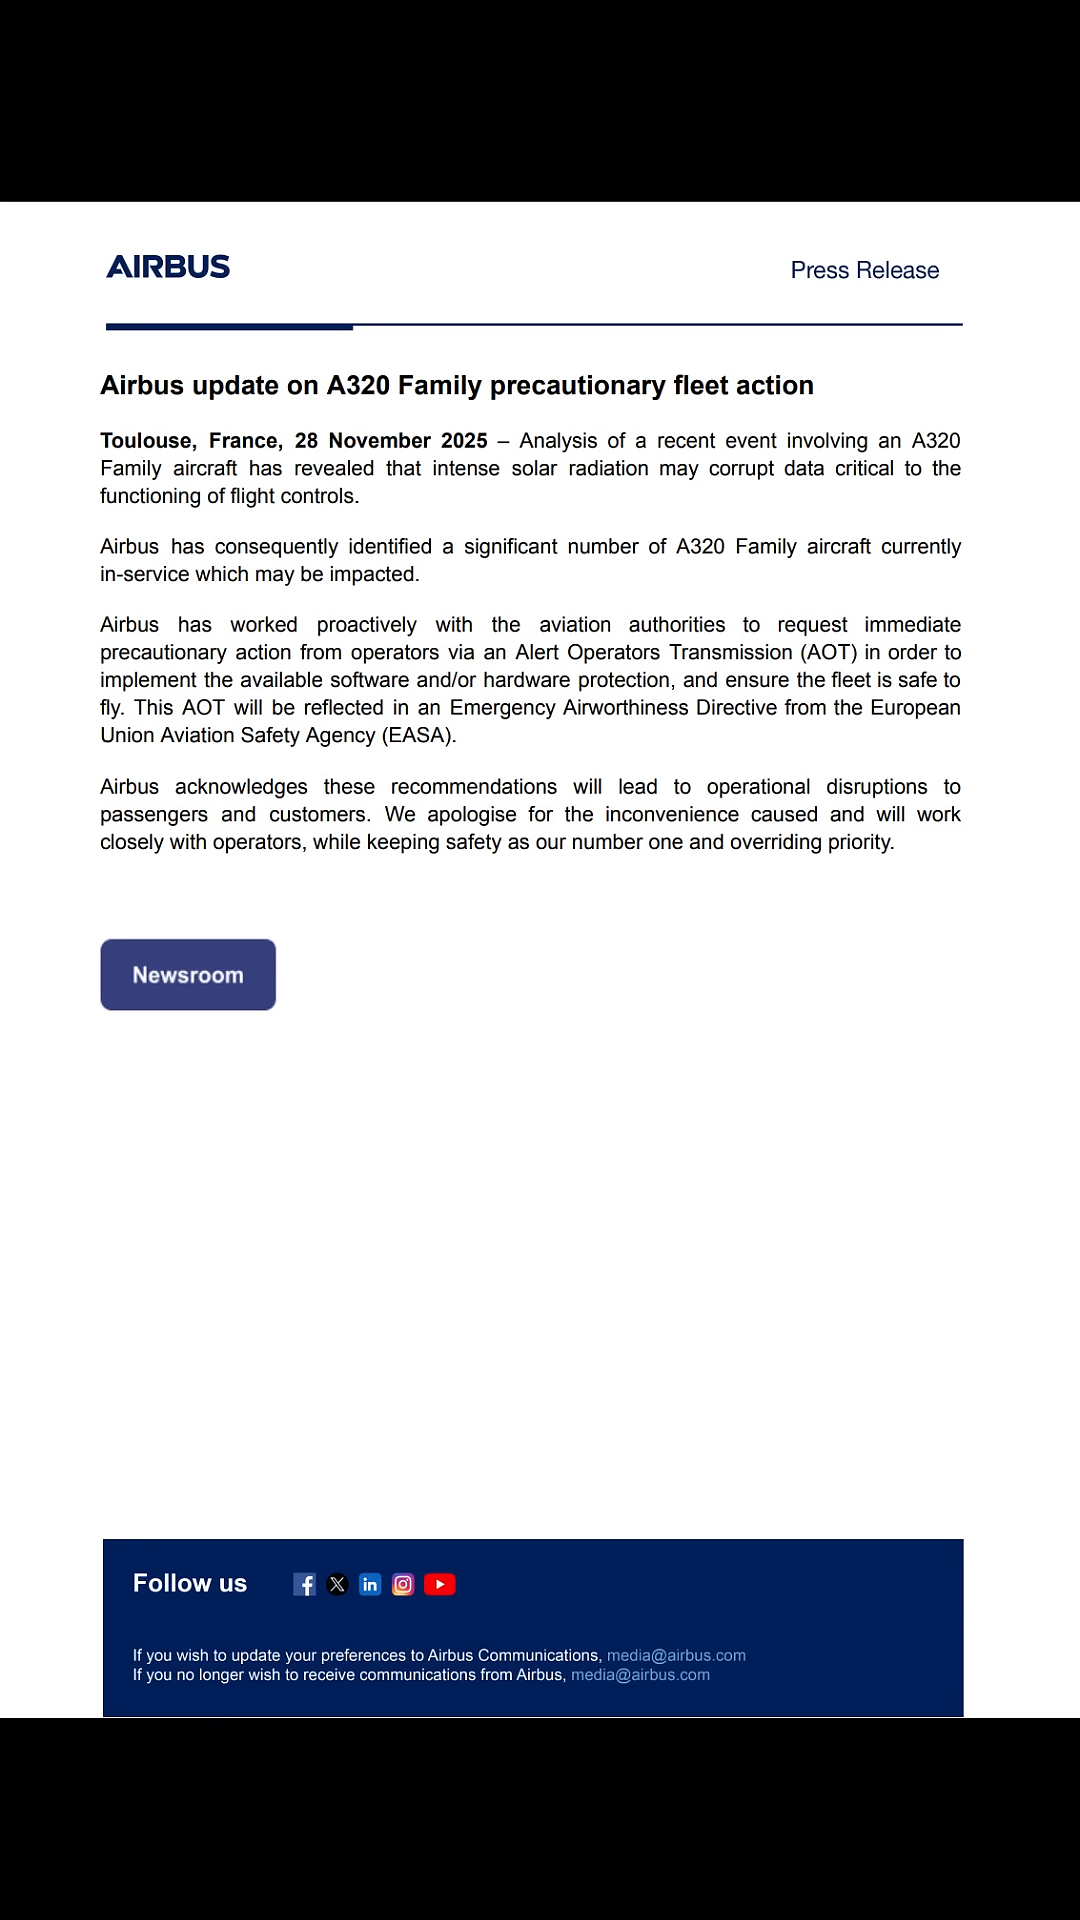 AIRBUS
Press Release
Airbus update on A320 Family precautionary fleet action
Toulouse, France, 28 November 2025 – Analysis of a recent event involving an A320
Family aircraft has revealed that intense solar radiation may corrupt data critical to the
functioning of flight controls.
Airbus has consequently identified a significant number of A320 Family aircraft currently
in-service which may be impacted.
Airbus has worked proactively with the aviation authorities to request immediate
precautionary action from operators via an Alert Operators Transmission (AOT) in order to
implement the available software and/or hardware protection, and ensure the fleet is safe to
fly. This AOT will be reflected in an Emergency Airworthiness Directive from the European
Union Aviation Safety Agency (EASA).
Airbus acknowledges these recommendations will lead to operational disruptions to
passengers and customers. We apologise for the inconvenience caused and will work
closely with operators, while keeping safety as our number one and overriding priority.
Newsroom
Follow us
If you wish to update your preferences to Airbus Communications, media@airbus.com
If you no longer wish to receive communications from Airbus, media@airbus.com